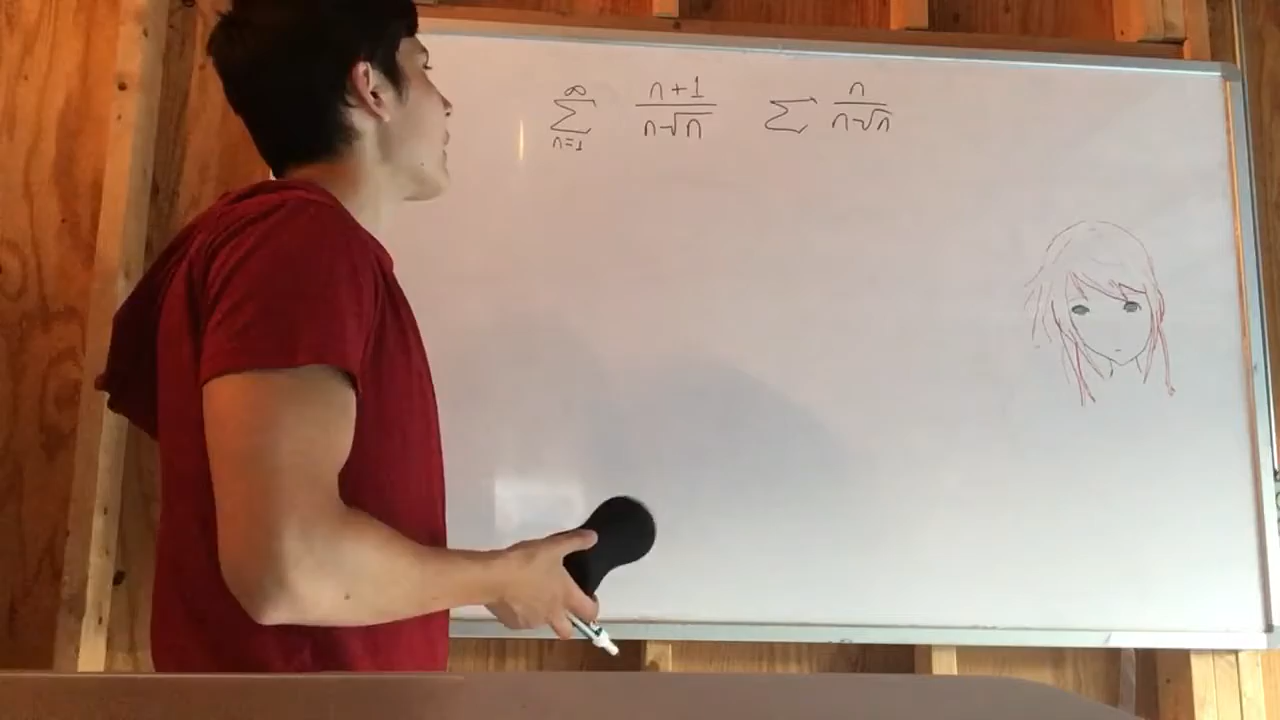 ∞
∑ n+1/n√n ∑ n/n√n
n=1